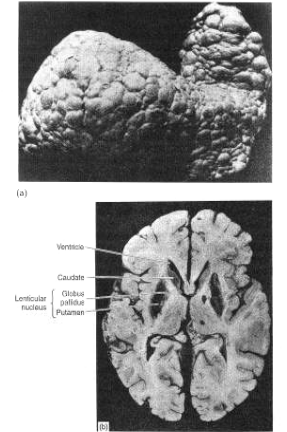 (a)
Ventricle
Caudate
Lenticular
nucleus
Globus
pallidus
Putamen
(b)